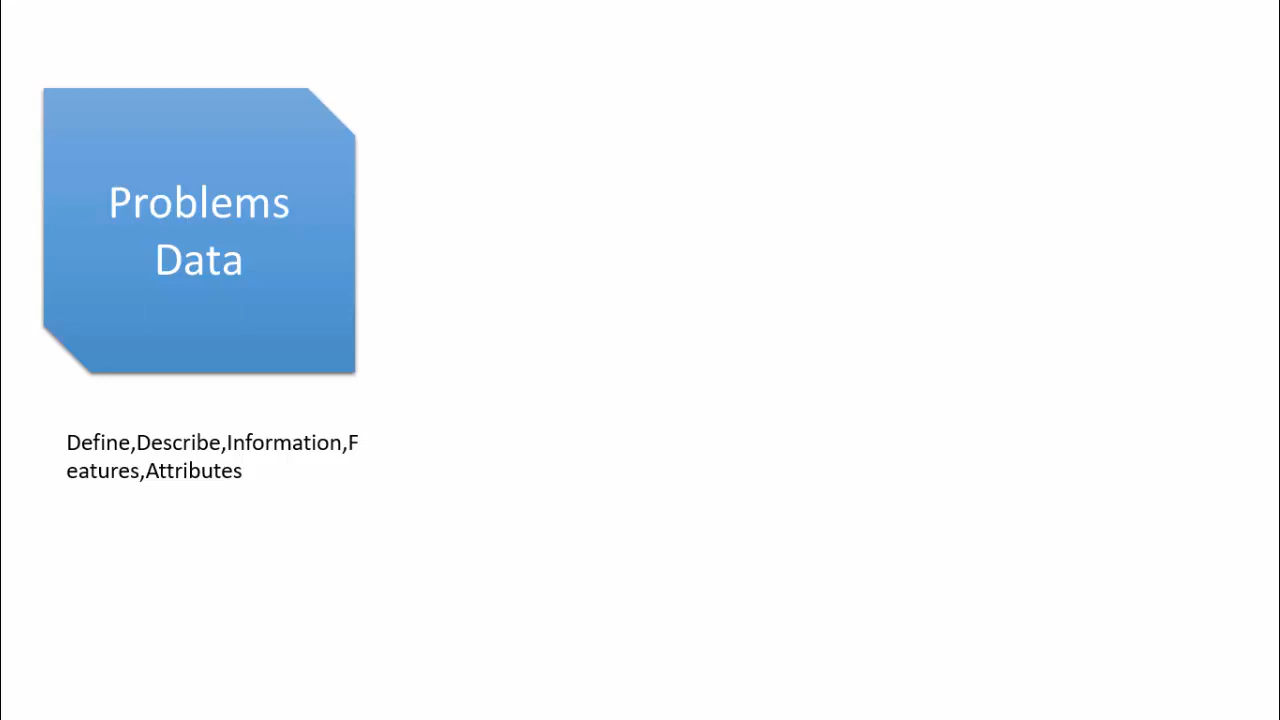 Problems
Data
Define,Describe,Information,F
eatures,Attributes